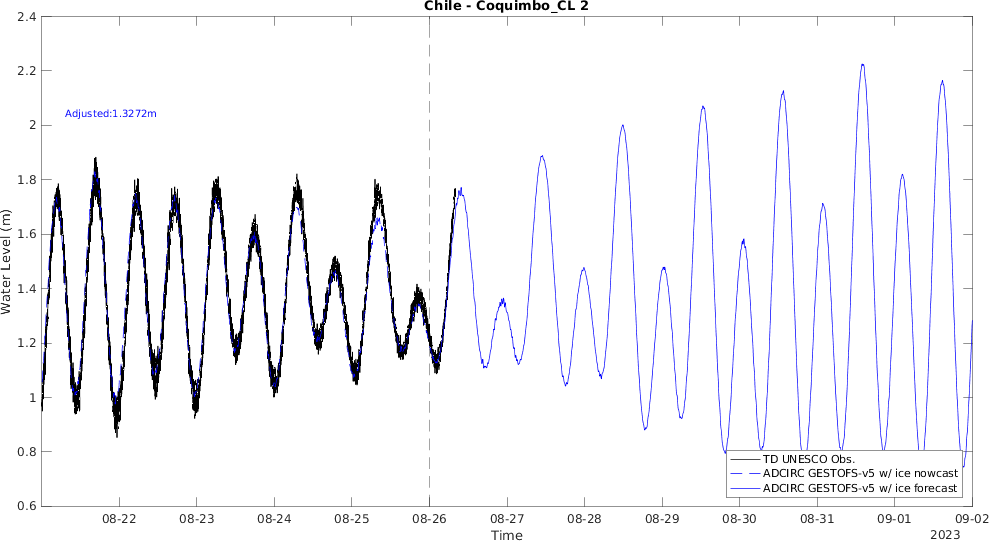 Chile - Coquimbo_CL 2
2.4
2.2
2
1.8
1.6
1.4
1.2
1
0.8
0.6
Water Level (m)
Adjusted:1.3272m
TD UNESCO Obs.
ADCIRC GESTOFS-v5 w/ ice nowcast
ADCIRC GESTOFS-v5 w/ ice forecast
08-22 08-23 08-24 08-25 08-26 08-27 08-28 08-29 08-30 08-31 09-01 09-02
Time
2023